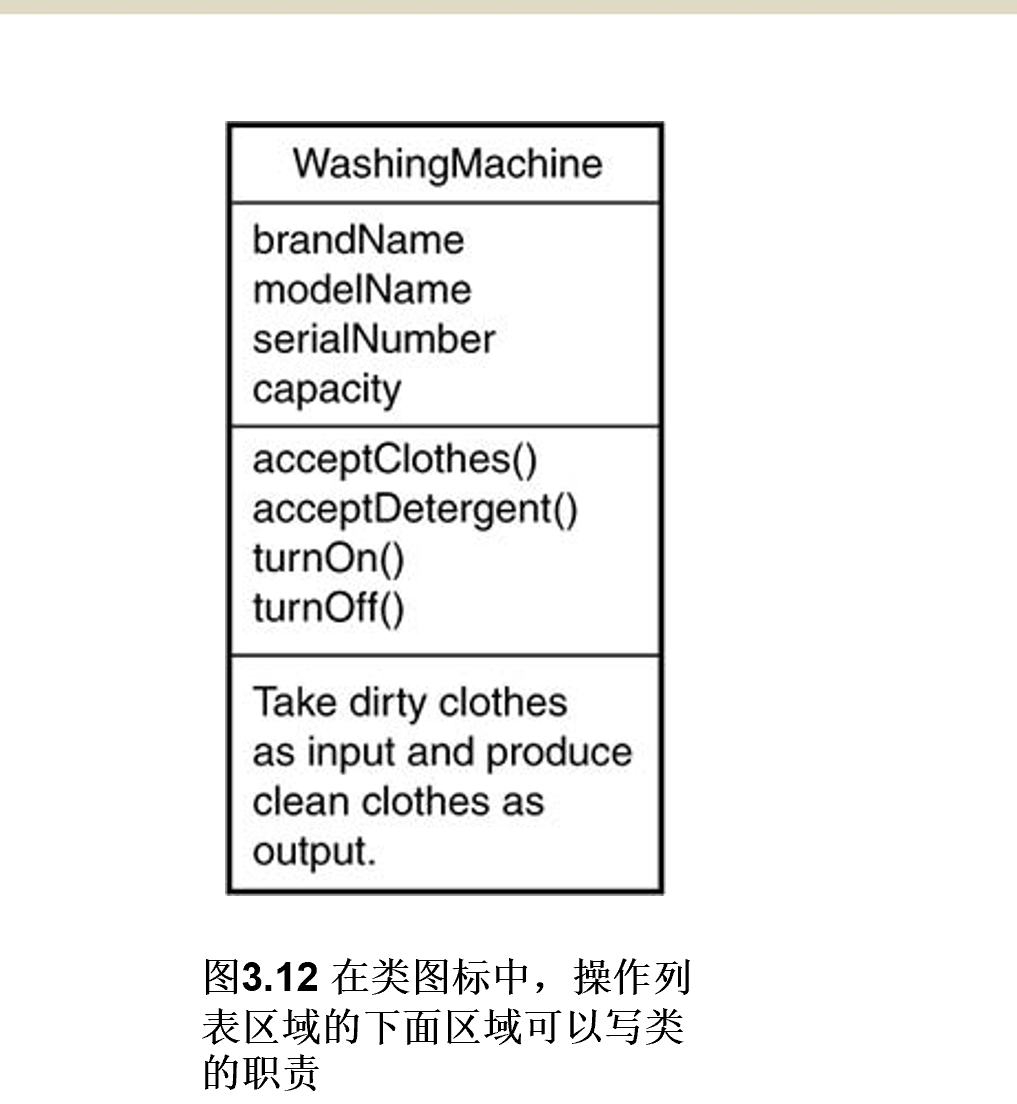 WashingMachine
brandName
modelName
serialNumber
capacity
acceptClothes()
acceptDetergent()
turnOn()
turnOff()
Take dirty clothes
as input and produce
clean clothes as
output.
图3.12 在类图标中，操作列
表区域的下面区域可以写类
的职责